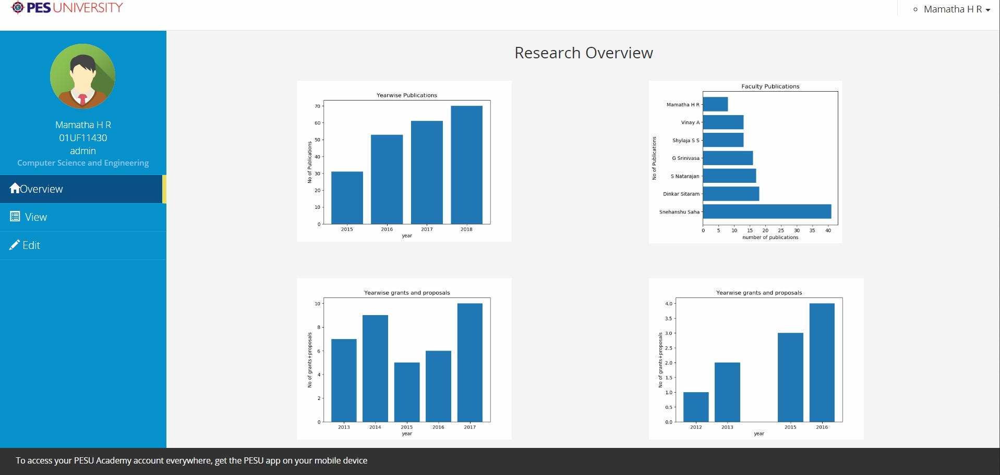 PES UNIVERSITY
Mamatha H R
Mamatha H R
01UF11430
admin
Computer Science and Engineering
Overview
View
Edit
Research Overview
Yearwise Publications
No of Publications
70
60
50
40
30
20
10
0
2015 2016 2017 2018
year
Faculty Publications
No of Publications
Mamatha H R
Vinay A
Shylaja S S
G Srinivasa
S Natarajan
Dinkar Sitaram
Snehanshu Saha
0 5 10 15 20 25 30 35 40
number of publications
Yearwise grants and proposals
No of grants+proposals
10
8
6
4
2
0
2013 2014 2015 2016 2017
year
Yearwise grants and proposals
No of grants+proposals
4.0
3.5
3.0
2.5
2.0
1.5
1.0
0.5
0.0
2012 2013 2015 2016
year
To access your PESU Academy account everywhere, get the PESU app on your mobile device